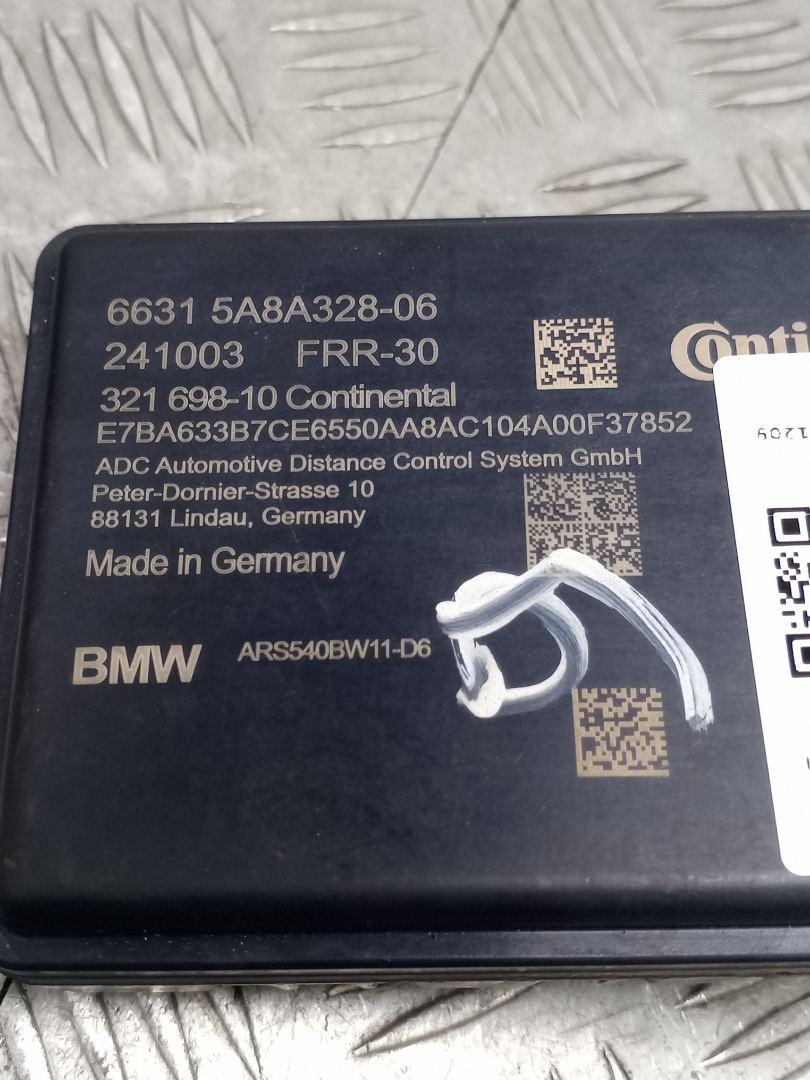 6631 5A8A328-06
241003 FRR-30
321 698-10 Continental
E7BA633B7CE6550AA8AC104A00F37852
ADC Automotive Distance Control System GmbH
Peter-Dornier-Strasse 10
88131 Lindau, Germany
Made in Germany
BMW ARS540BW11-D6
Conti